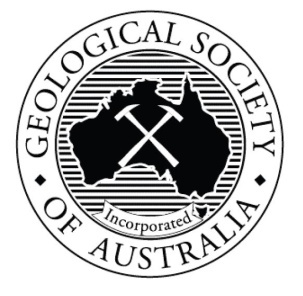 GEOLOGICAL SOCIETY
OF AUSTRALIA
Incorporated